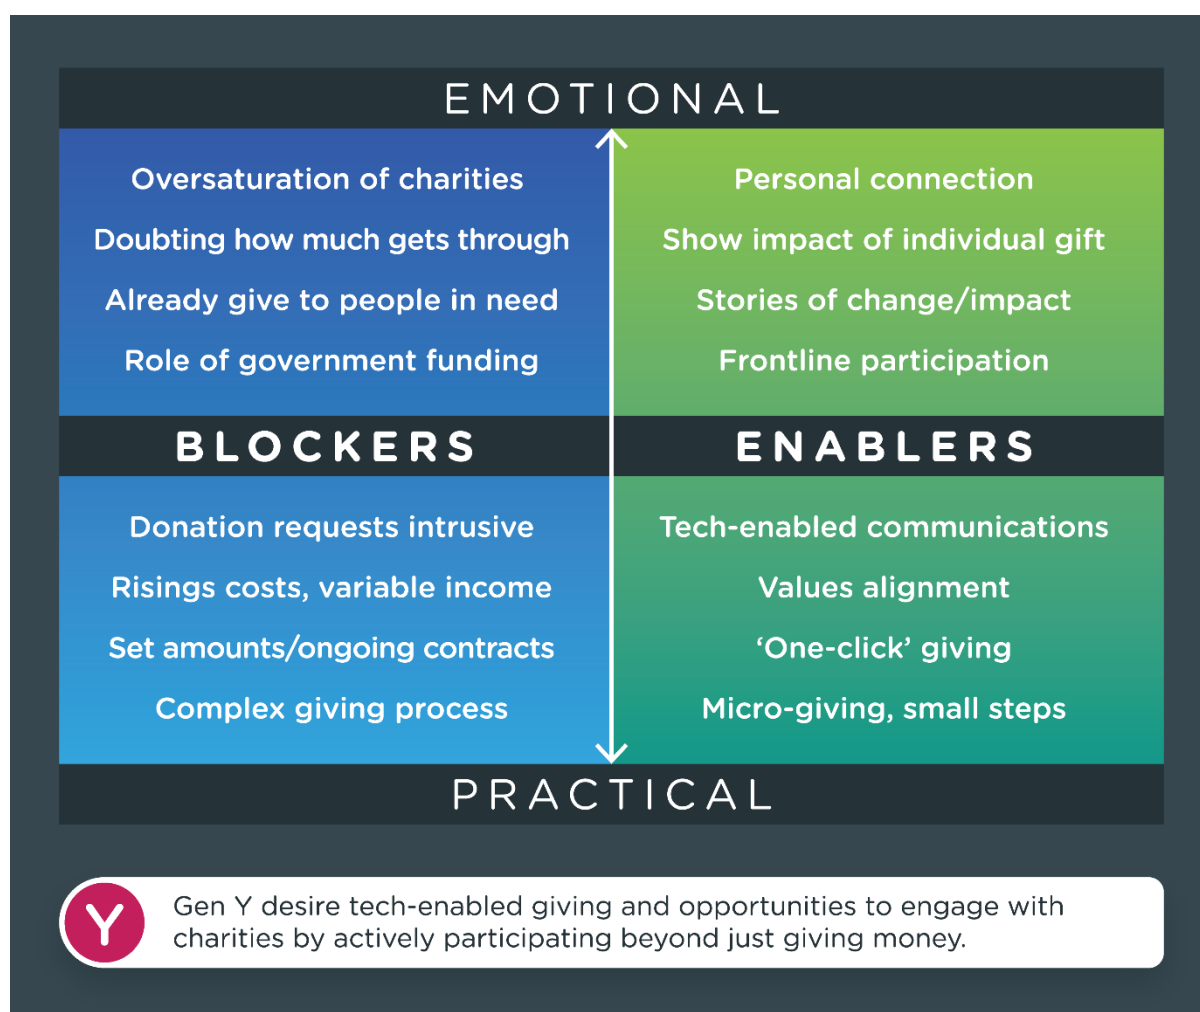 EMOTIONAL
Oversaturation of charities
Doubting how much gets through
Already give to people in need
Role of government funding
Personal connection
Show impact of individual gift
Stories of change/impact
Frontline participation
BLOCKERS
ENABLERS
Donation requests intrusive
Risings costs, variable income
Set amounts/ongoing contracts
Complex giving process
Tech-enabled communications
Values alignment
‘One-click’ giving
Micro-giving, small steps
PRACTICAL
Y
Gen Y desire tech-enabled giving and opportunities to engage with
charities by actively participating beyond just giving money.